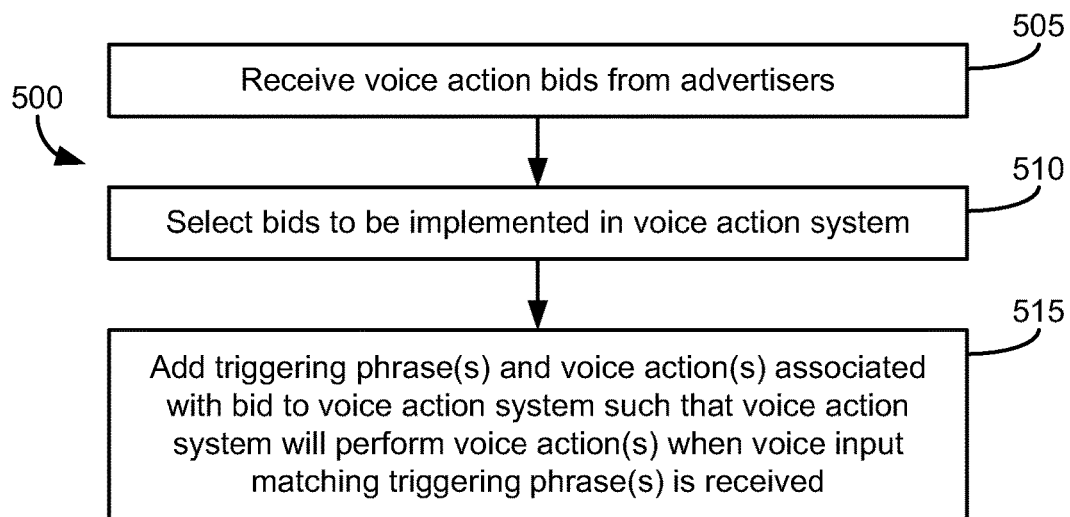 505
Receive voice action bids from advertisers
500
510
Select bids to be implemented in voice action system
515
Add triggering phrase(s) and voice action(s) associated
with bid to voice action system such that voice action
system will perform voice action(s) when voice input
matching triggering phrase(s) is received